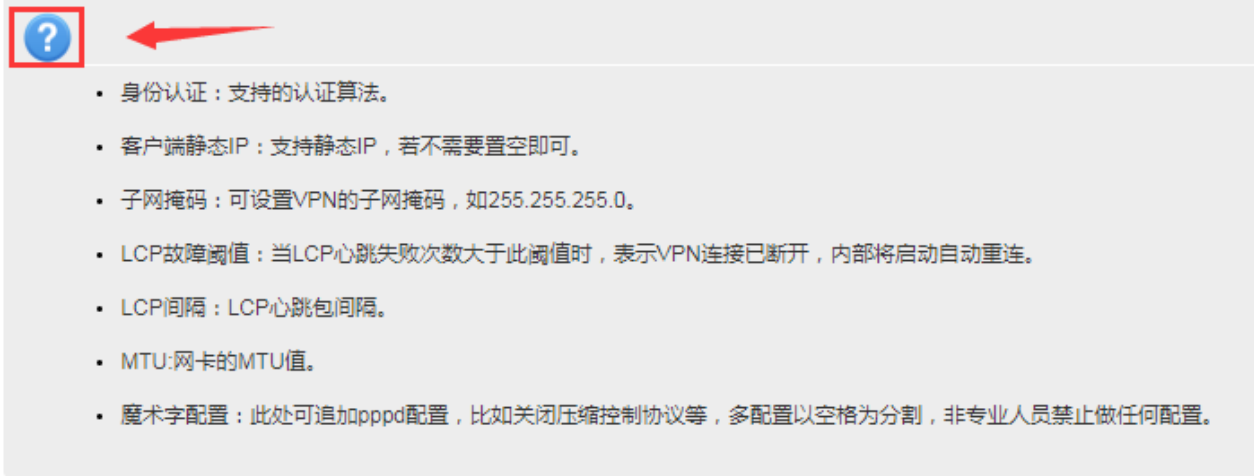 ?
• 身份认证：支持的认证算法。
• 客户端静态IP：支持静态IP，若不需要置空即可。
• 子网掩码：可设置VPN的子网掩码，如255.255.255.0。
• LCP故障阈值：当LCP心跳失败次数大于此阈值时，表示VPN连接已断开，内部将启动自动重连。
• LCP间隔：LCP心跳包间隔。
• MTU:网卡的MTU值。
• 魔术字配置：此处可追加pppd配置，比如关闭压缩控制协议等，多配置以空格为分割，非专业人员禁止做任何配置。